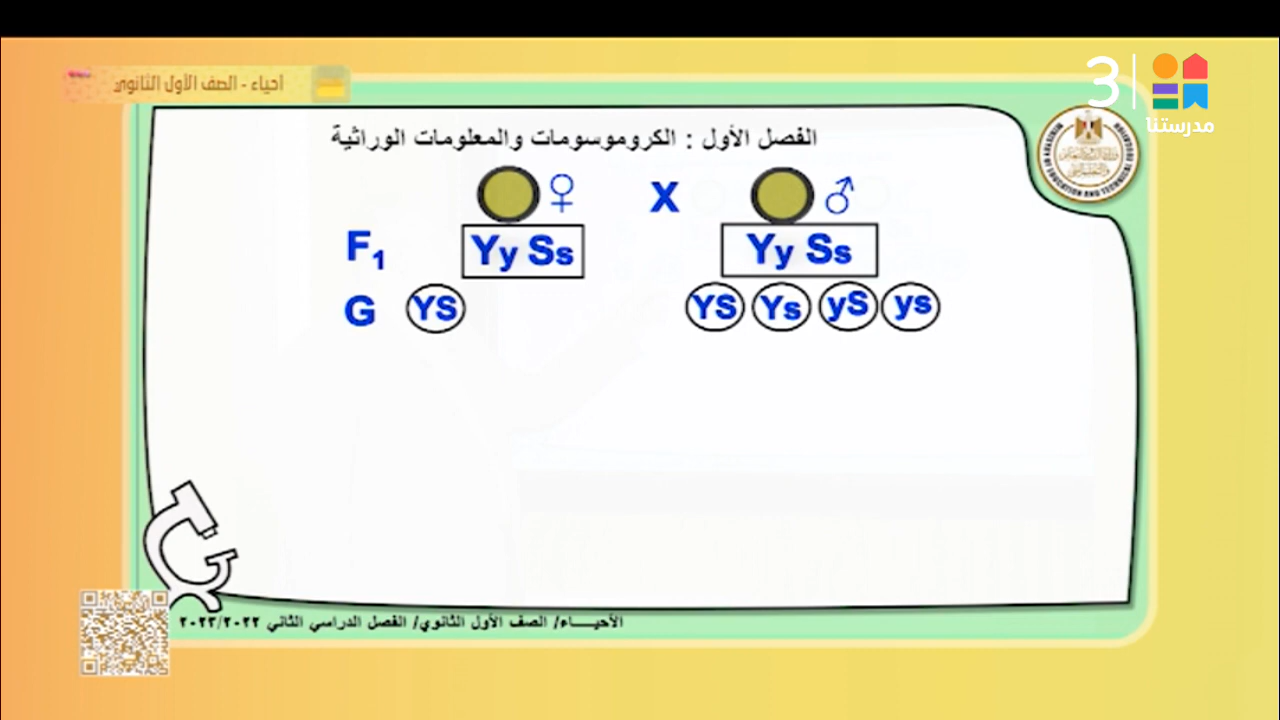 3
مدرستنا
أحياء - الصف الأول الثانوي
الفصل الأول : الكروموسومات والمعلومات الوراثية
♀ X ♂
F1 Yy Ss Yy Ss
G YS YS Ys yS ys
الأحيـــاء/ الصف الأول الثانوي/ الفصل الدراسي الثاني ٢٠٢٣/٢٠٢٢